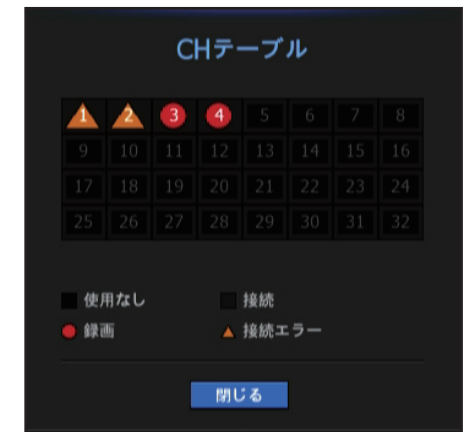 CHテーブル
1 2 3 4 5 6 7 8
9 10 11 12 13 14 15 16
17 18 19 20 21 22 23 24
25 26 27 28 29 30 31 32
使用なし 接続
録画 接続エラー
閉じる